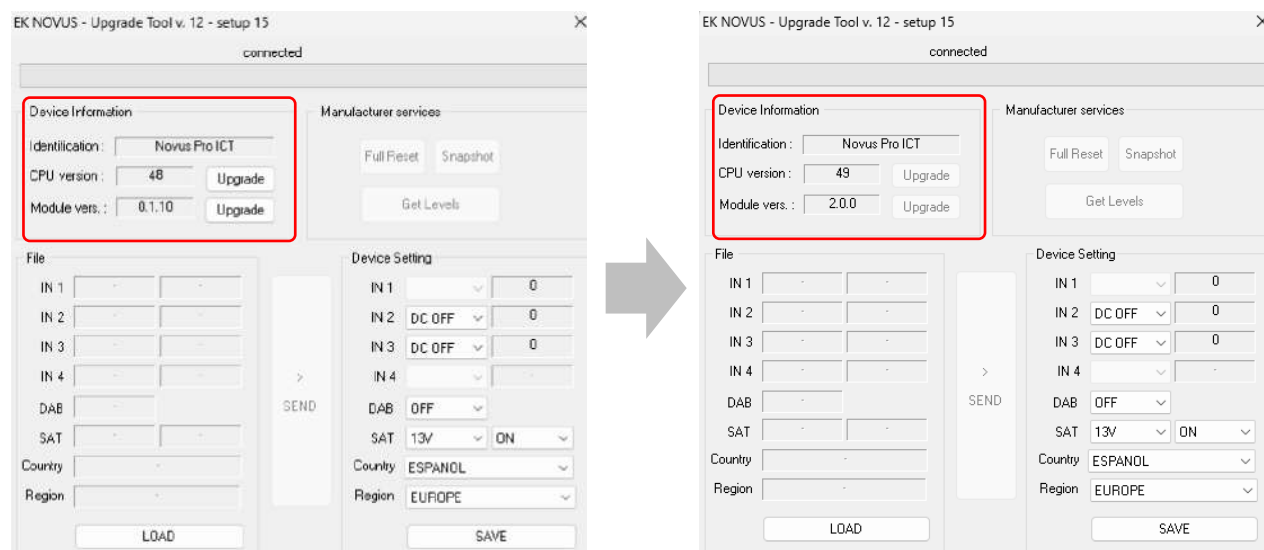 EK NOVUS - Upgrade Tool v. 12 - setup 15
connected
Device Information
Manufacturer services
Identification : Novus Pro ICT
Full Reset Snapshot
CPU version : 48 Upgrade
Module vers. : 0.1.10 Upgrade
Get Levels
File
Device Setting
IN 1 - -
IN 1 0
IN 2 - -
IN 2 DC OFF 0
IN 3 - -
IN 3 DC OFF 0
IN 4 - -
> SEND
IN 4 -
DAB -
DAB OFF
SAT - -
SAT 13V ON
Country -
Country ESPANOL
Region -
Region EUROPE
LOAD
SAVE
EK NOVUS - Upgrade Tool v. 12 - setup 15
connected
Device Information
Manufacturer services
Identification : Novus Pro ICT
Full Reset Snapshot
CPU version : 49 Upgrade
Module vers. : 2.0.0 Upgrade
Get Levels
File
Device Setting
IN 1 - -
IN 1 0
IN 2 - -
IN 2 DC OFF 0
IN 3 - -
IN 3 DC OFF 0
IN 4 - -
> SEND
IN 4 -
DAB -
DAB OFF
SAT - -
SAT 13V ON
Country -
Country ESPANOL
Region -
Region EUROPE
LOAD
SAVE